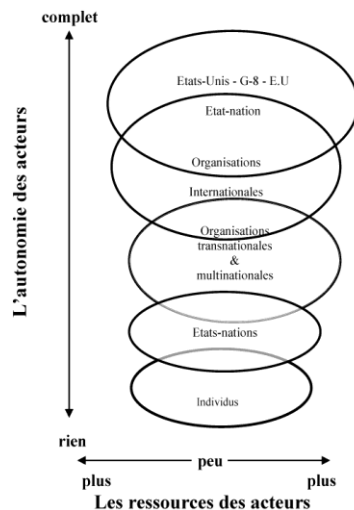 complet
Etats-Unis - G-8 - E.U
Etat-nation
Organisations
Internationales
Organisations
transnationales
&
multinationales
Etats-nations
Individus
L'autonomie des acteurs
rien
peu
plus
plus
Les ressources des acteurs